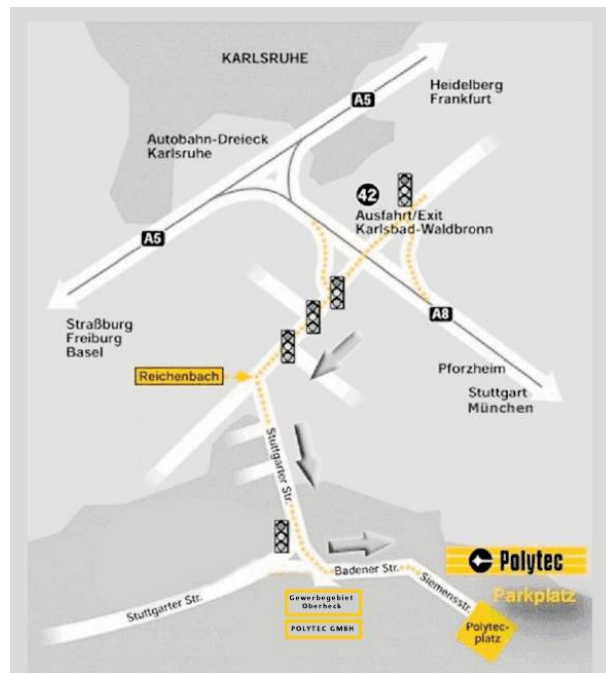 KARLSRUHE
A5
Heidelberg
Frankfurt
Autobahn-Dreieck
Karlsruhe
42
Ausfahrt/Exit
Karlsbad-Waldbronn
A5
A8
Straßburg
Freiburg
Basel
Reichenbach
Pforzheim
Stuttgart
München
Stuttgarter Str.
Badener Str.
Siemensstr.
Polytec
Parkplatz
Stuttgarter Str.
Gewerbegebiet
Oberheck
POLYTEC GMBH
Polytec-
platz